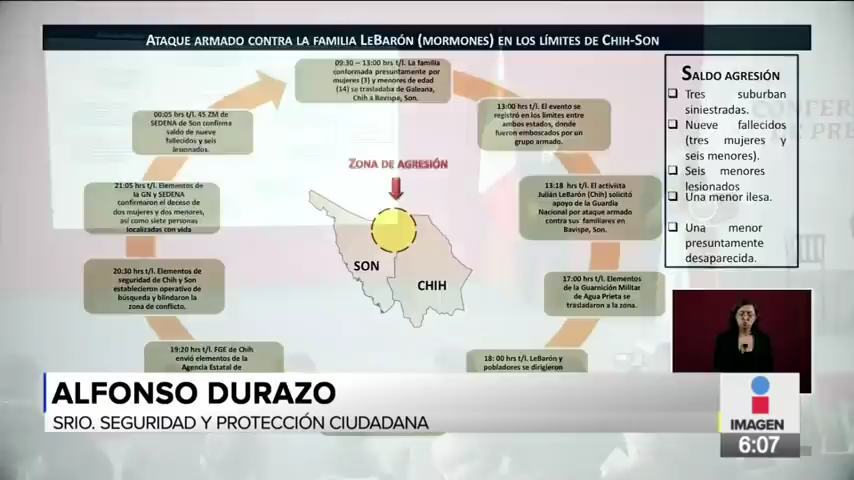 ATAQUE ARMADO CONTRA LA FAMILIA LEBARÓN (MORMONES) EN LOS LÍMITES DE CHIH-SON
09:30 – 13:00 hrs t/l. La familia
conformada presuntamente por
mujeres (3) y menores de edad
(14) se trasladaba de Galeana,
Chih a Bavispe, Son.
13:00 hrs t/l. El evento se
registró en los límites entre
ambos estados, donde
fueron emboscados por un
grupo armado.
13:18 hrs t/l. El activista
Julián LeBarón (Chih) solicitó
apoyo de la Guardia
Nacional por ataque armado
contra sus familiares en
Bavispe, Son.
17:00 hrs t/l. Elementos
de la Guarnición Militar
de Agua Prieta se
trasladaron a la zona.
18: 00 hrs t/l. LeBarón y
pobladores se dirigieron
19:20 hrs t/l. FGE de Chih
envió elementos de la
Agencia Estatal de
20:30 hrs t/l. Elementos de
seguridad de Chih y Son
establecieron operativo de
búsqueda y blindaron la
zona de conflicto.
21:05 hrs t/l. Elementos de
la GN y SEDENA
confirmaron el deceso de
dos mujeres y dos menores,
así como siete personas
localizadas con vida
00:05 hrs t/l. 45 ZM de
SEDENA de Son confirma
saldo de nueve
fallecidos y seis
lesionados.
ZONA DE AGRESIÓN
SON
CHIH
SALDO AGRESIÓN
Tres suburban
siniestradas.
Nueve fallecidos
(tres mujeres y
seis menores).
Seis menores
lesionados
Una menor ilesa.
Una menor
presuntamente
desaparecida.
ALFONSO DURAZO
SRIO. SEGURIDAD Y PROTECCIÓN CIUDADANA
IMAGEN
6:07